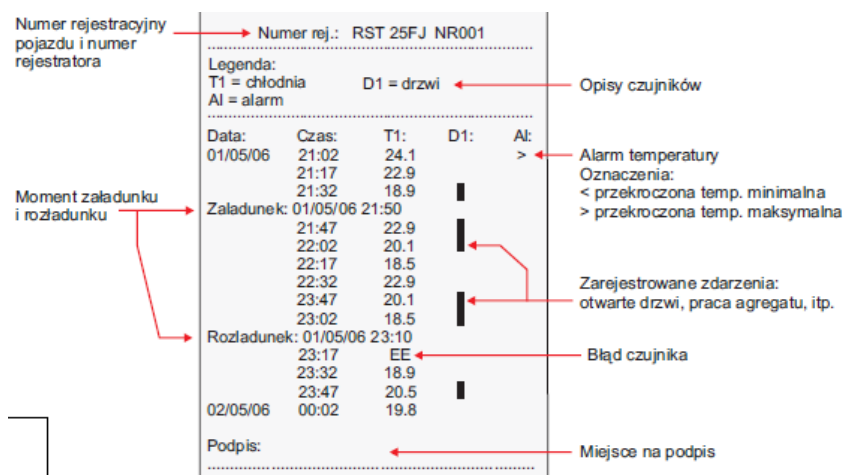 Numer rejestracyjny
pojazdu i numer
rejestratora
Numer rej.: RST 25FJ NR001
Legenda:
T1 = chłodnia D1 = drzwi
Al = alarm
Opisy czujników
Data: Czas: T1: D1: Al:
01/05/06 21:02 24.1 >
21:17 22.9
21:32 18.9
Alarm temperatury
Oznaczenia:
< przekroczona temp. minimalna
> przekroczona temp. maksymalna
Moment załadunku
i rozładunku
Zaladunek: 01/05/06 21:50
21:47 22.9
22:02 20.1
22:17 18.5
22:32 22.9
23:47 20.1
23:02 18.5
Zarejestrowane zdarzenia:
otwarte drzwi, praca agregatu, itp.
Rozladunek: 01/05/06 23:10
23:17 EE
23:32 18.9
23:47 20.5
02/05/06 00:02 19.8
Błąd czujnika
Podpis:
Miejsce na podpis